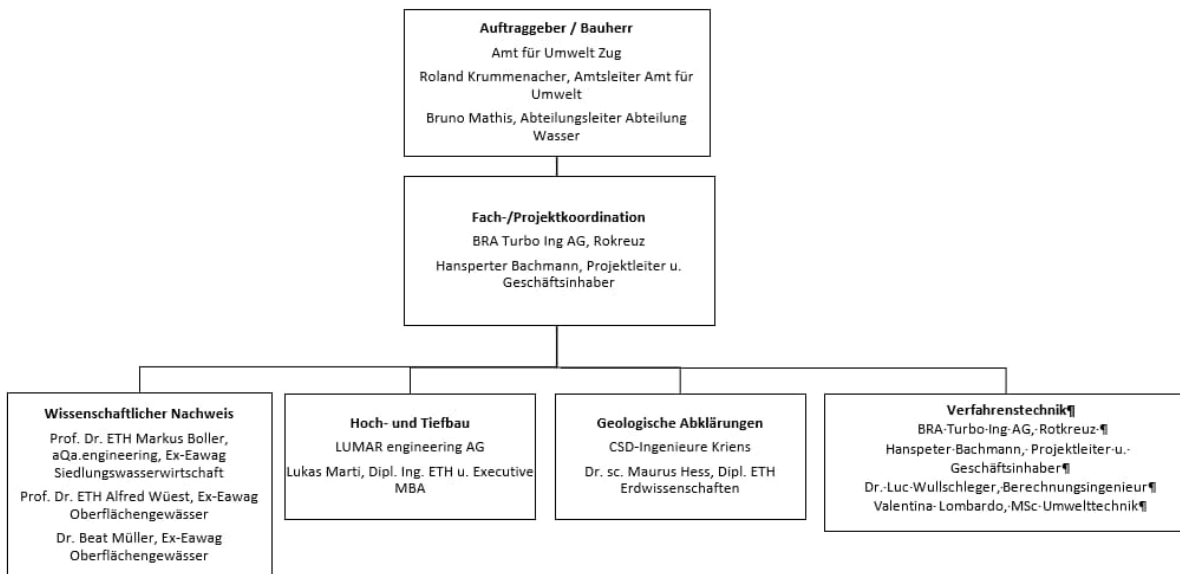 Auftraggeber / Bauherr
Amt für Umwelt Zug
Roland Krummenacher, Amtsleiter Amt für
Umwelt
Bruno Mathis, Abteilungsleiter Abteilung
Wasser
Fach-/Projektkoordination
BRA Turbo Ing AG, Rokreuz
Hansperter Bachmann, Projektleiter u.
Geschäftsinhaber
Wissenschaftlicher Nachweis
Prof. Dr. ETH Markus Boller,
aQa.engineering, Ex-Eawag
Siedlungswasserwirtschaft
Prof. Dr. ETH Alfred Wüest, Ex-Eawag
Oberflächengewässer
Dr. Beat Müller, Ex-Eawag
Oberflächengewässer
Hoch- und Tiefbau
LUMAR engineering AG
Lukas Marti, Dipl. Ing. ETH u. Executive
MBA
Geologische Abklärungen
CSD-Ingenieure Kriens
Dr. sc. Maurus Hess, Dipl. ETH
Erdwissenschaften
Verfahrenstechnik¶
BRA·Turbo·Ing·AG,·Rotkreuz·¶
Hanspeter·Bachmann,·Projektleiter·u.·
Geschäftsinhaber¶
Dr.·Luc·Wullschleger,·Berechnungsingenieur¶
Valentina·Lombardo,·MSc·Umwelttechnik¶